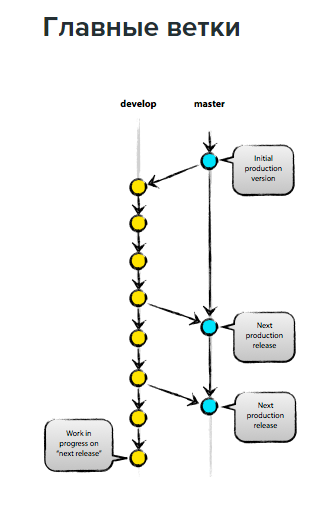 Главные ветки
develop
master
Initial
production
version
Next
production
release
Next
production
release
Work in
progress on
“next release”